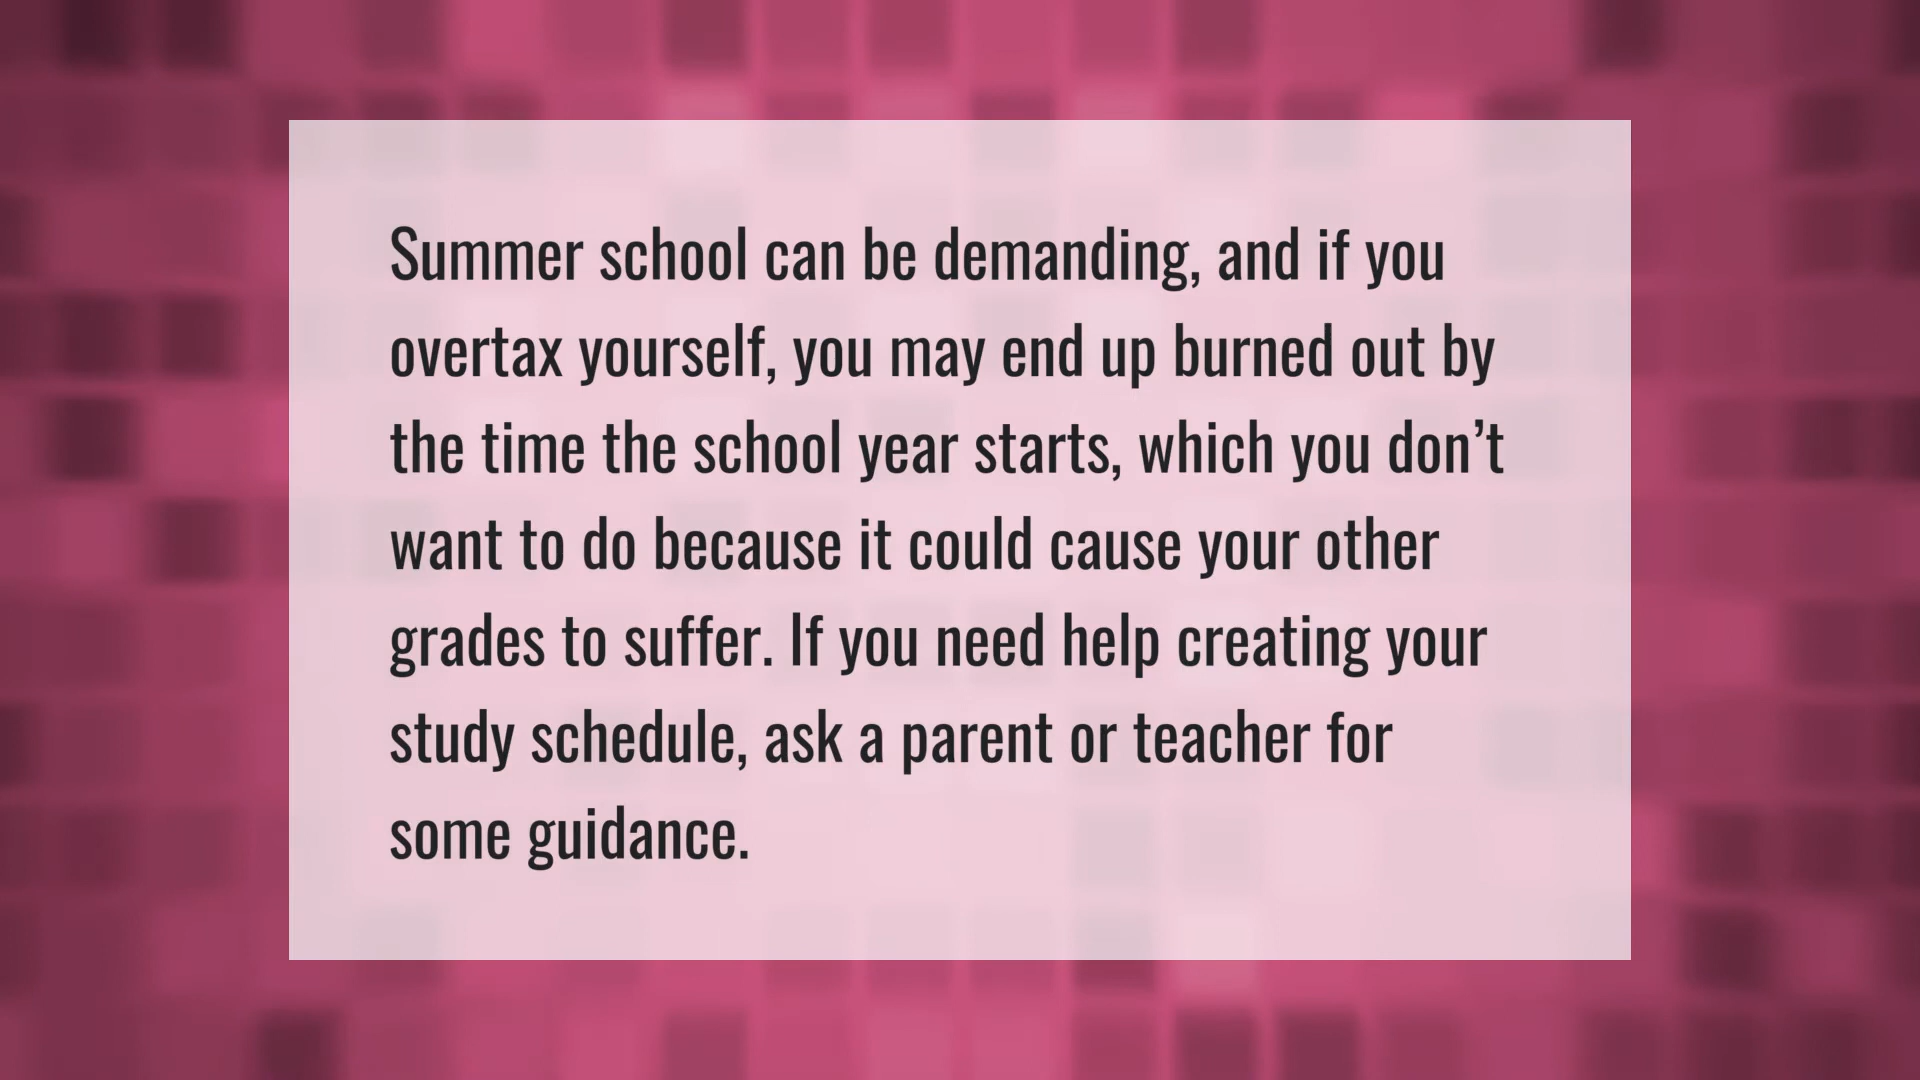 Summer school can be demanding, and if you
overtax yourself, you may end up burned out by
the time the school year starts, which you don’t
want to do because it could cause your other
grades to suffer. If you need help creating your
study schedule, ask a parent or teacher for
some guidance.